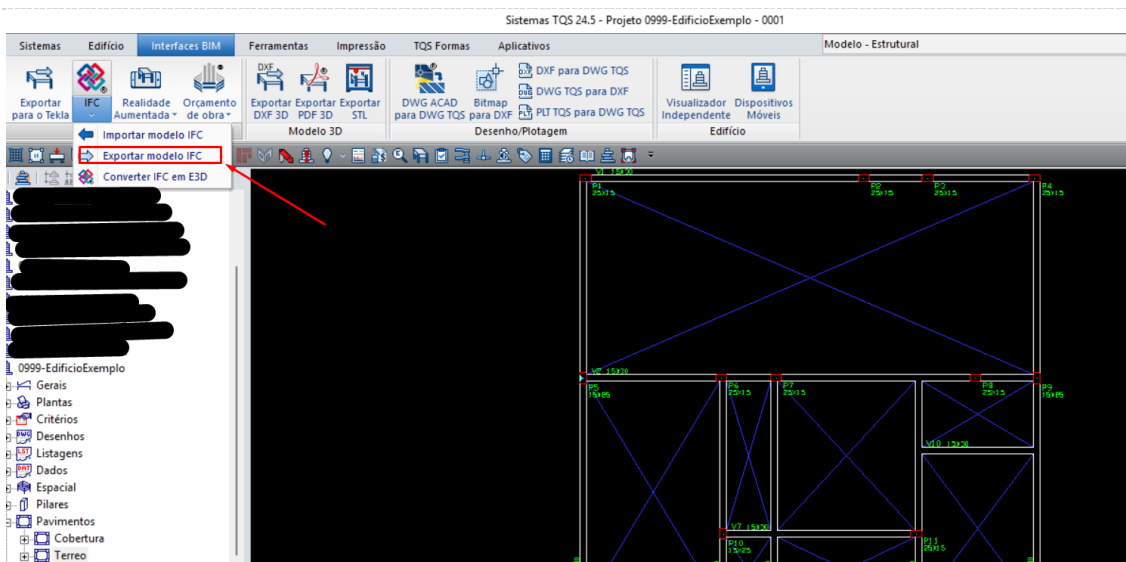 Sistemas TQS 24.5 - Projeto 0999-EdificioExemplo - 0001
Sistemas Edifício Interfaces BIM Ferramentas Impressão TQS Formas Aplicativos Modelo - Estrutural
Exportar para o Tekla
IFC
Realidade Aumentada
Orçamento de obra
DXF
Exportar DXF 3D
Exportar PDF 3D
Exportar STL
Modelo 3D
DWG ACAD para DWG TQS
Bitmap para DXF
DXF para DWG TQS
DWG TQS para DXF
PLT TQS para DWG TQS
Desenho/Plotagem
Visualizador Independente
Dispositivos Móveis
Edifício
Importar modelo IFC
Exportar modelo IFC
Converter IFC em E3D
0999-EdificioExemplo
Gerais
Plantas
Critérios
Desenhos
Listagens
Dados
Espacial
Pilares
Pavimentos
Cobertura
Terreo
V1 15X30
P1
25X15
P2
25X15
P3
25X15
P4
25X15
V2 15X20
P5
15X85
P6
25X15
P7
25X15
P8
25X15
P9
15X85
V10 15X30
V7 15X30
P10
15X25
P11
25X15